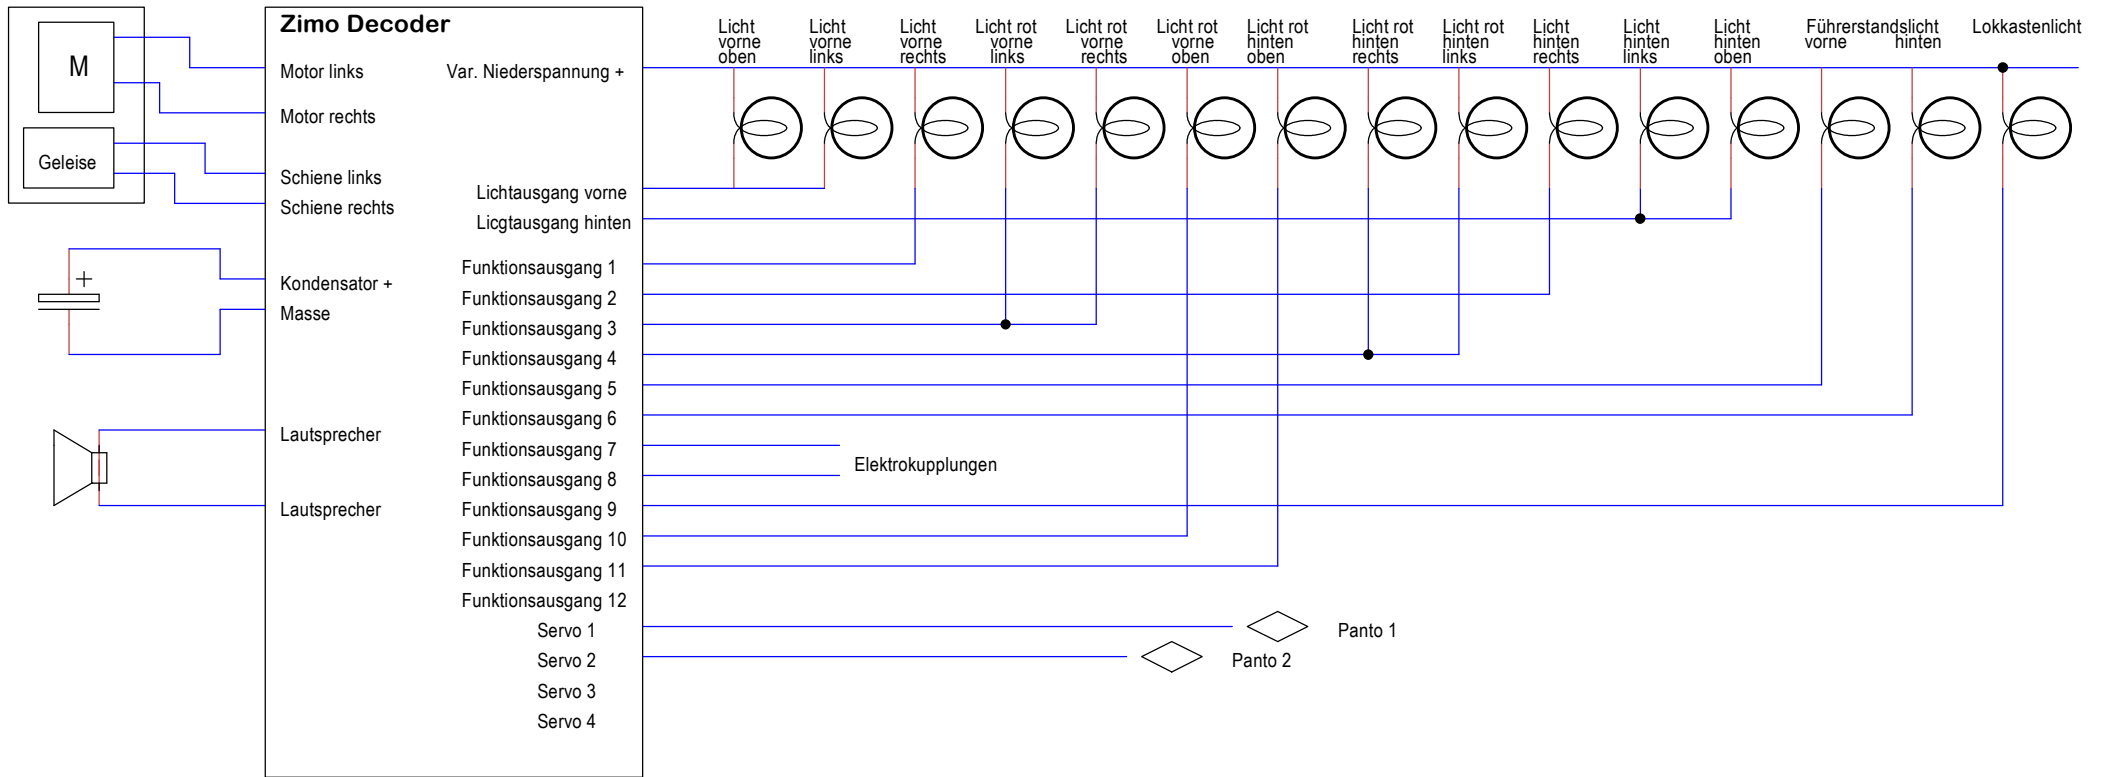 Zimo Decoder
M
Geleise
Motor links
Motor rechts
Schiene links
Schiene rechts
Kondensator +
Masse
+
Lautsprecher
Lautsprecher
Var. Niederspannung +
Lichtausgang vorne
Licgtausgang hinten
Funktionsausgang 1
Funktionsausgang 2
Funktionsausgang 3
Funktionsausgang 4
Funktionsausgang 5
Funktionsausgang 6
Funktionsausgang 7
Funktionsausgang 8
Funktionsausgang 9
Funktionsausgang 10
Funktionsausgang 11
Funktionsausgang 12
Servo 1
Servo 2
Servo 3
Servo 4
Licht
vorne
oben
Licht
vorne
links
Licht
vorne
rechts
Licht rot
vorne
links
Licht rot
vorne
rechts
Licht rot
vorne
oben
Licht rot
hinten
oben
Licht rot
hinten
rechts
Licht rot
hinten
links
Licht
hinten
rechts
Licht
hinten
links
Licht
hinten
oben
Führerstandslicht
vorne
hinten
Lokkastenlicht
Elektrokupplungen
Panto 1
Panto 2